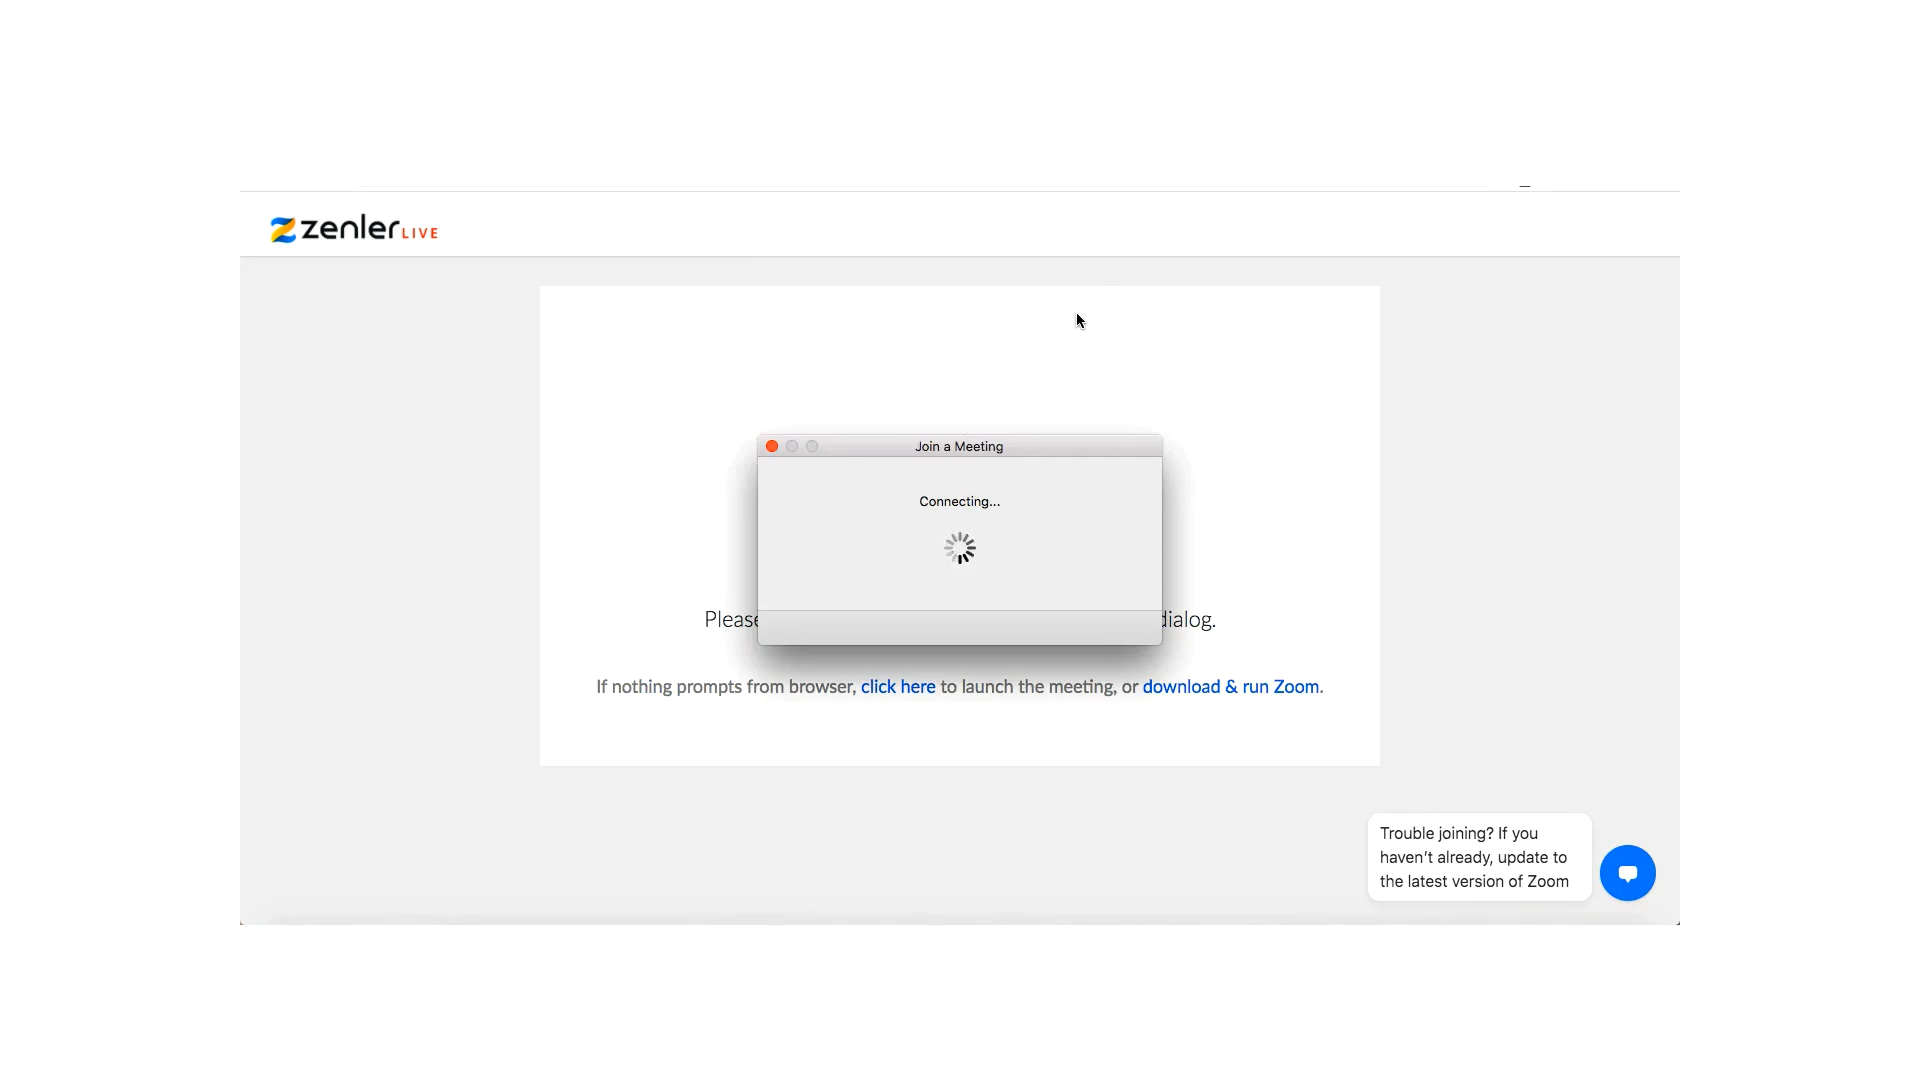 zenler LIVE
Join a Meeting
Connecting...
Please dialog.
If nothing prompts from browser, click here to launch the meeting, or download & run Zoom.
Trouble joining? If you
haven't already, update to
the latest version of Zoom